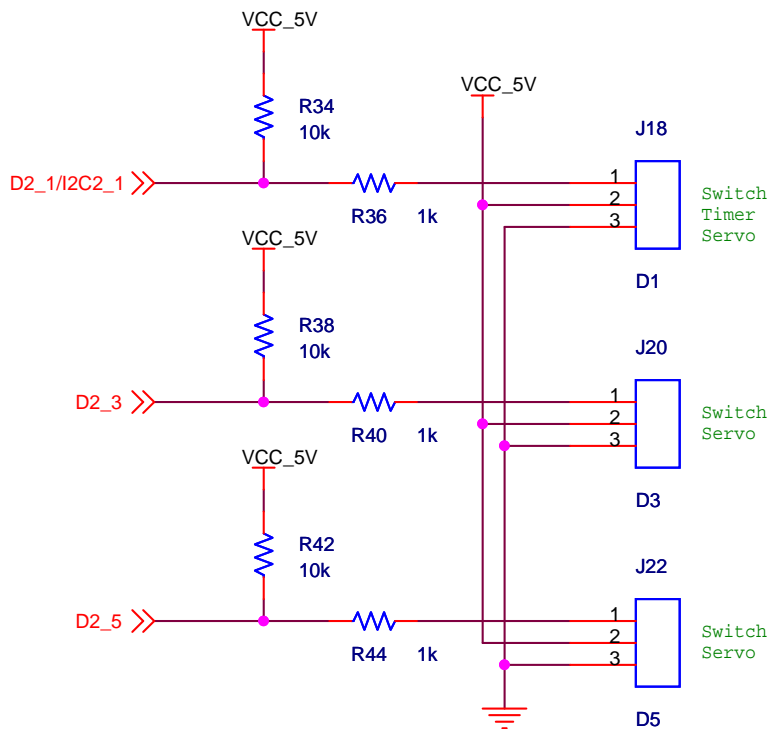 VCC_5V
R34
10k
VCC_5V
J18
D2_1/I2C2_1
R36 1k
1
2
3
Switch
Timer
Servo
D1
VCC_5V
R38
10k
J20
D2_3
R40 1k
1
2
3
Switch
Servo
D3
VCC_5V
R42
10k
J22
D2_5
R44 1k
1
2
3
Switch
Servo
D5